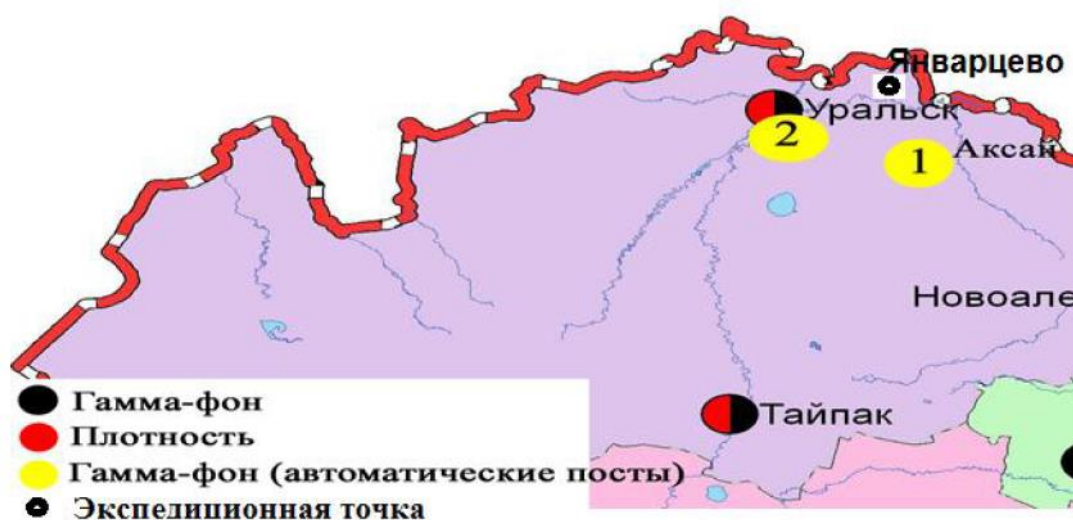 Январцево
Уральск
2
1
Аксай
Новоале
Тайпак
Гамма-фон
Плотность
Гамма-фон (автоматические посты)
Экспедиционная точка